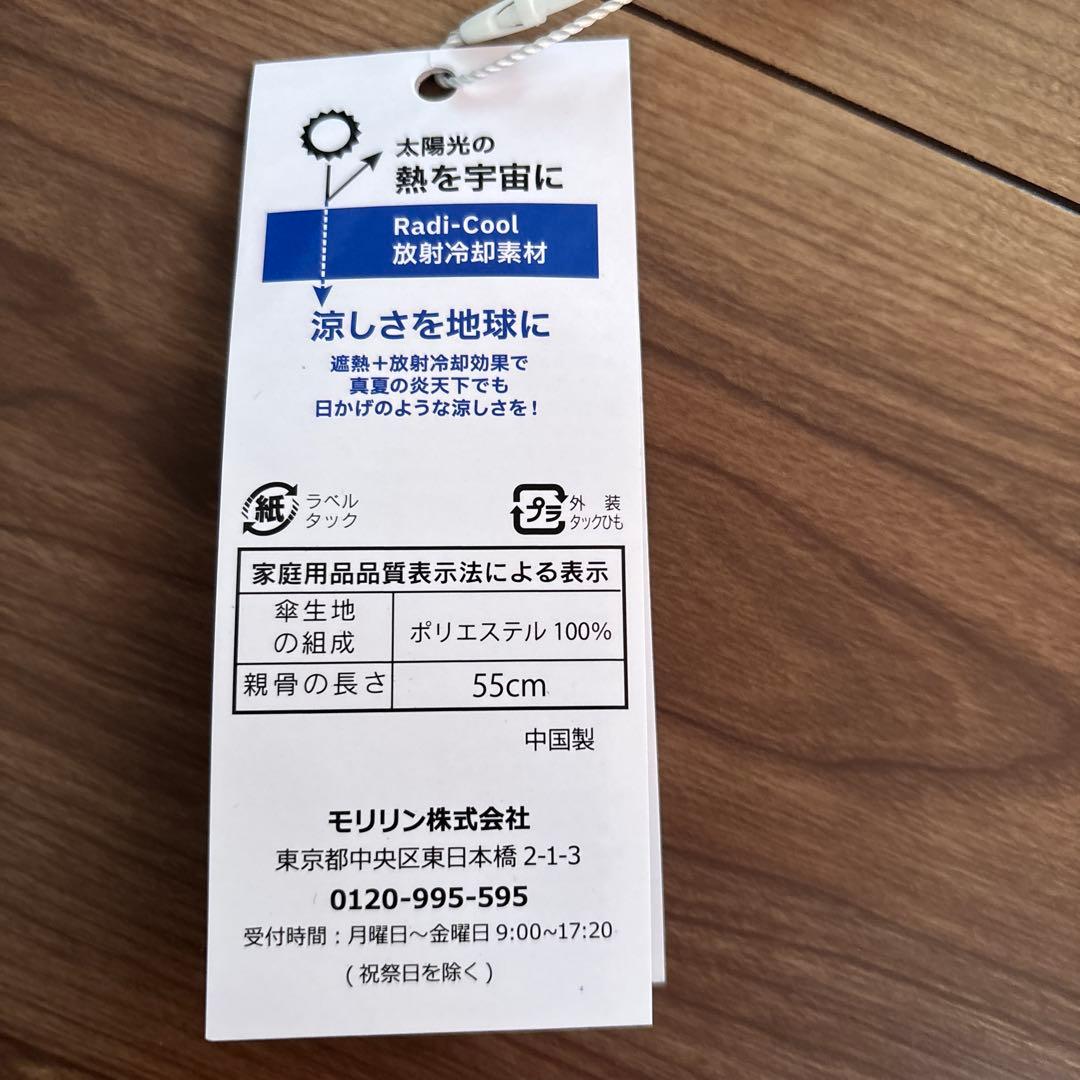 太陽光の
熱を宇宙に
Radi-Cool
放射冷却素材
涼しさを地球に
遮熱＋放射冷却効果で
真夏の炎天下でも
日かげのような涼しさを！
紙 ラベル
タック
プラ 外 装
タックひも
家庭用品品質表示法による表示
傘生地
の組成 ポリエステル 100%
親骨の長さ 55cm
中国製
モリリン株式会社
東京都中央区東日本橋 2-1-3
0120-995-595
受付時間：月曜日～金曜日 9:00~17:20
( 祝祭日を除く )